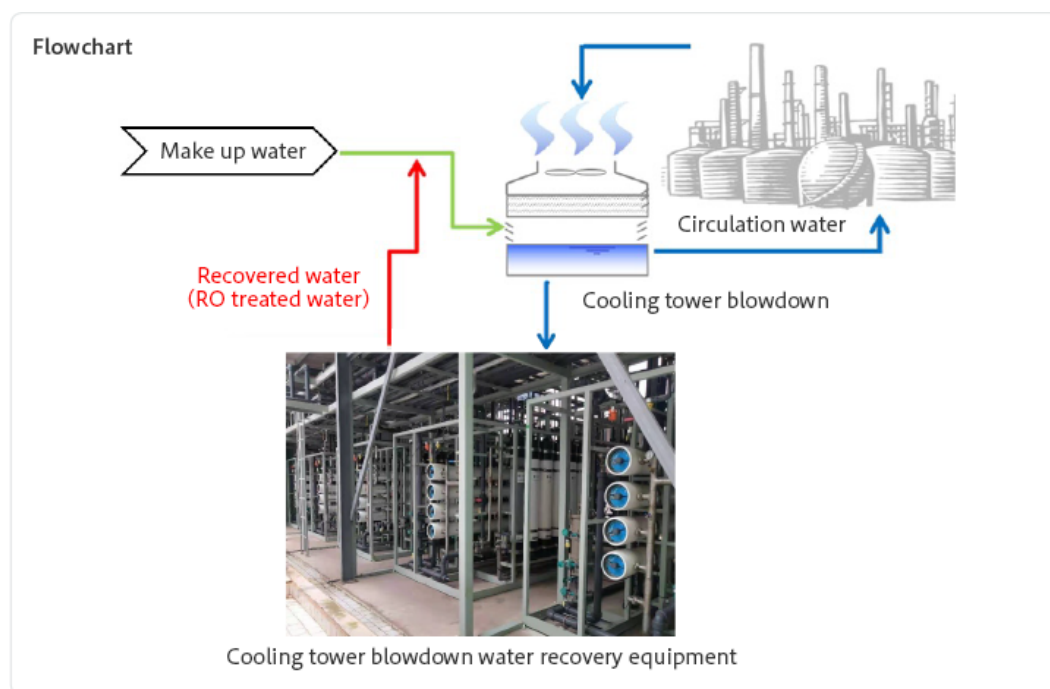 Flowchart
Make up water
Circulation water
Recovered water
(RO treated water)
Cooling tower blowdown
Cooling tower blowdown water recovery equipment